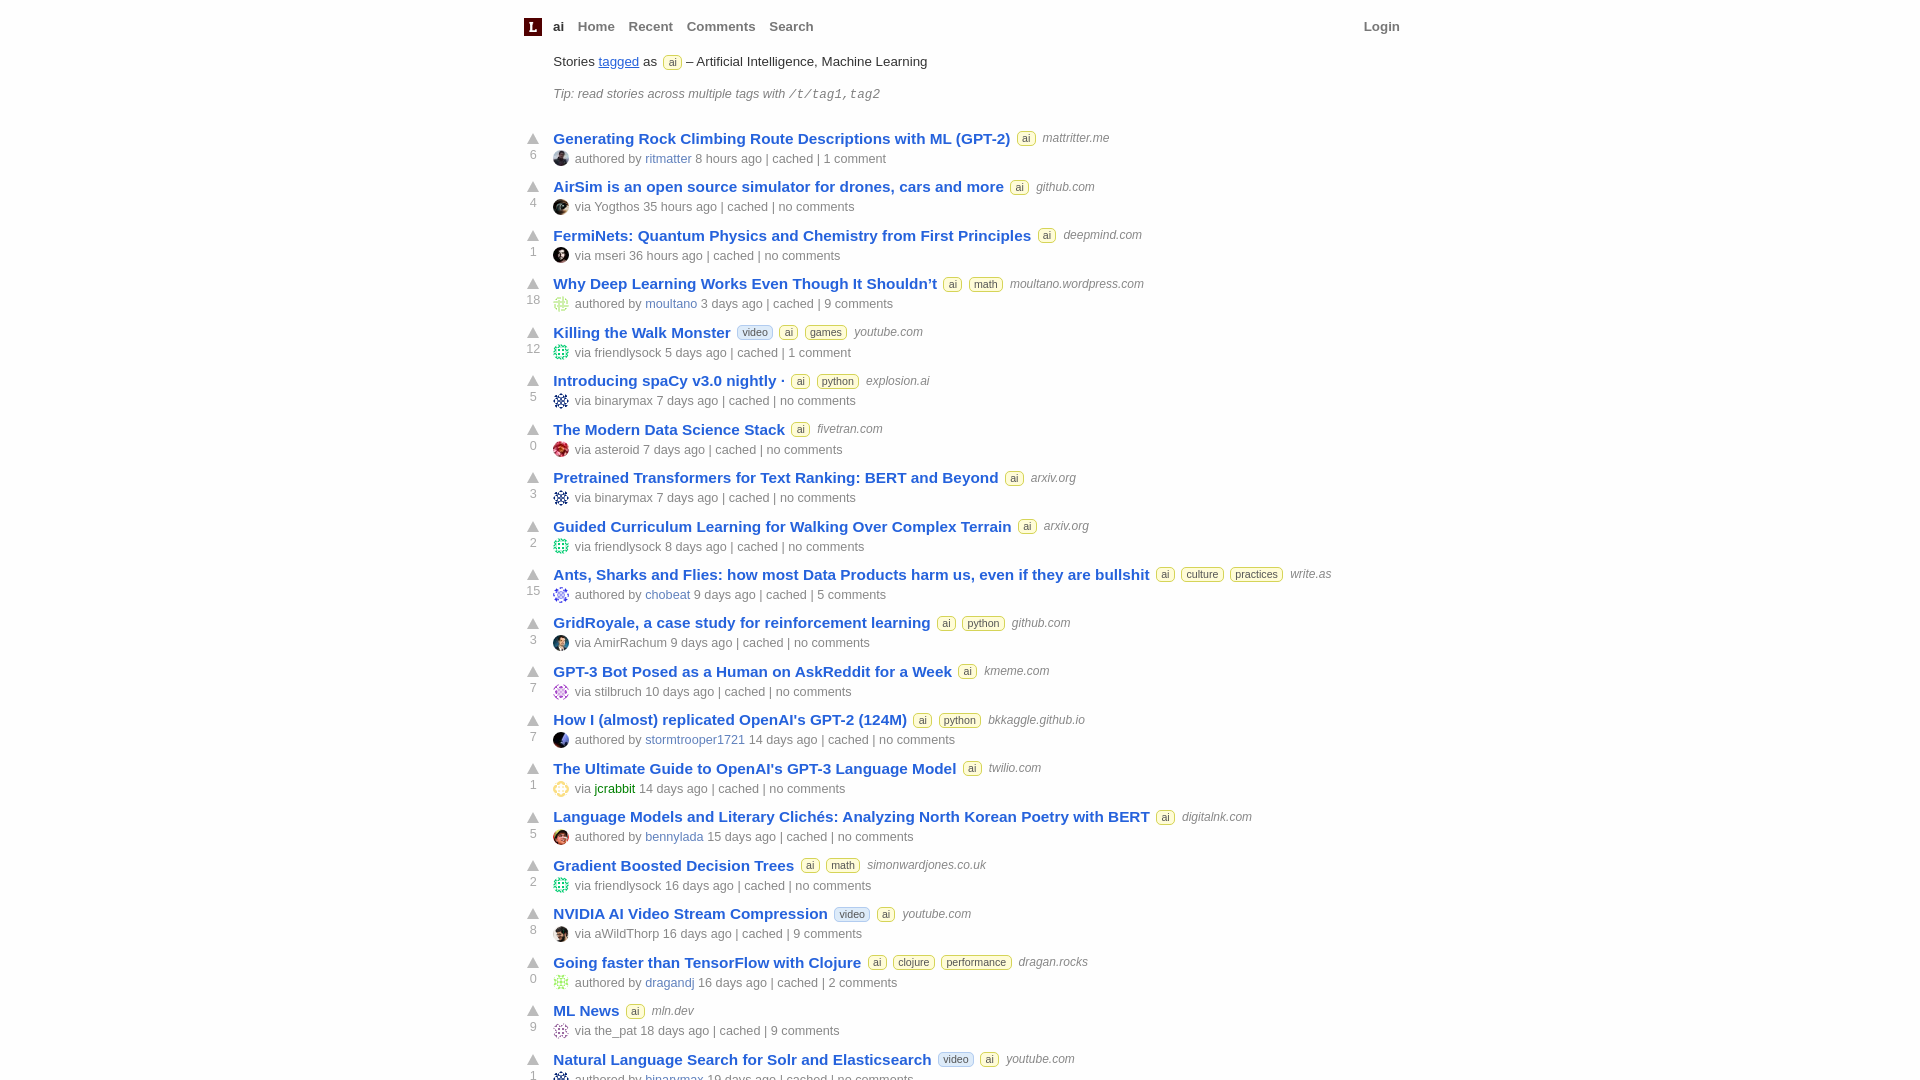 L ai Home Recent Comments Search Login
Stories tagged as ai – Artificial Intelligence, Machine Learning
Tip: read stories across multiple tags with /t/tag1,tag2
Generating Rock Climbing Route Descriptions with ML (GPT-2) ai mattritter.me
6 authored by ritmatter 8 hours ago | cached | 1 comment
AirSim is an open source simulator for drones, cars and more ai github.com
4 via Yogthos 35 hours ago | cached | no comments
FermiNets: Quantum Physics and Chemistry from First Principles ai deepmind.com
1 via mseri 36 hours ago | cached | no comments
Why Deep Learning Works Even Though It Shouldn’t ai math moultano.wordpress.com
18 authored by moultano 3 days ago | cached | 9 comments
Killing the Walk Monster video ai games youtube.com
12 via friendlysock 5 days ago | cached | 1 comment
Introducing spaCy v3.0 nightly · ai python explosion.ai
5 via binarymax 7 days ago | cached | no comments
The Modern Data Science Stack ai fivetran.com
0 via asteroid 7 days ago | cached | no comments
Pretrained Transformers for Text Ranking: BERT and Beyond ai arxiv.org
3 via binarymax 7 days ago | cached | no comments
Guided Curriculum Learning for Walking Over Complex Terrain ai arxiv.org
2 via friendlysock 8 days ago | cached | no comments
Ants, Sharks and Flies: how most Data Products harm us, even if they are bullshit ai culture practices write.as
15 authored by chobeat 9 days ago | cached | 5 comments
GridRoyale, a case study for reinforcement learning ai python github.com
3 via AmirRachum 9 days ago | cached | no comments
GPT-3 Bot Posed as a Human on AskReddit for a Week ai kmeme.com
7 via stilbruch 10 days ago | cached | no comments
How I (almost) replicated OpenAI's GPT-2 (124M) ai python bkkaggle.github.io
7 authored by stormtrooper1721 14 days ago | cached | no comments
The Ultimate Guide to OpenAI's GPT-3 Language Model ai twilio.com
1 via jcrabbit 14 days ago | cached | no comments
Language Models and Literary Clichés: Analyzing North Korean Poetry with BERT ai digitalnk.com
5 authored by bennylada 15 days ago | cached | no comments
Gradient Boosted Decision Trees ai math simonwardjones.co.uk
2 via friendlysock 16 days ago | cached | no comments
NVIDIA AI Video Stream Compression video ai youtube.com
8 via aWildThorp 16 days ago | cached | 9 comments
Going faster than TensorFlow with Clojure ai clojure performance dragan.rocks
0 authored by dragandj 16 days ago | cached | 2 comments
ML News ai mln.dev
9 via the_pat 18 days ago | cached | 9 comments
Natural Language Search for Solr and Elasticsearch video ai youtube.com
1 authored by binarymax 19 days ago | cached | no comments